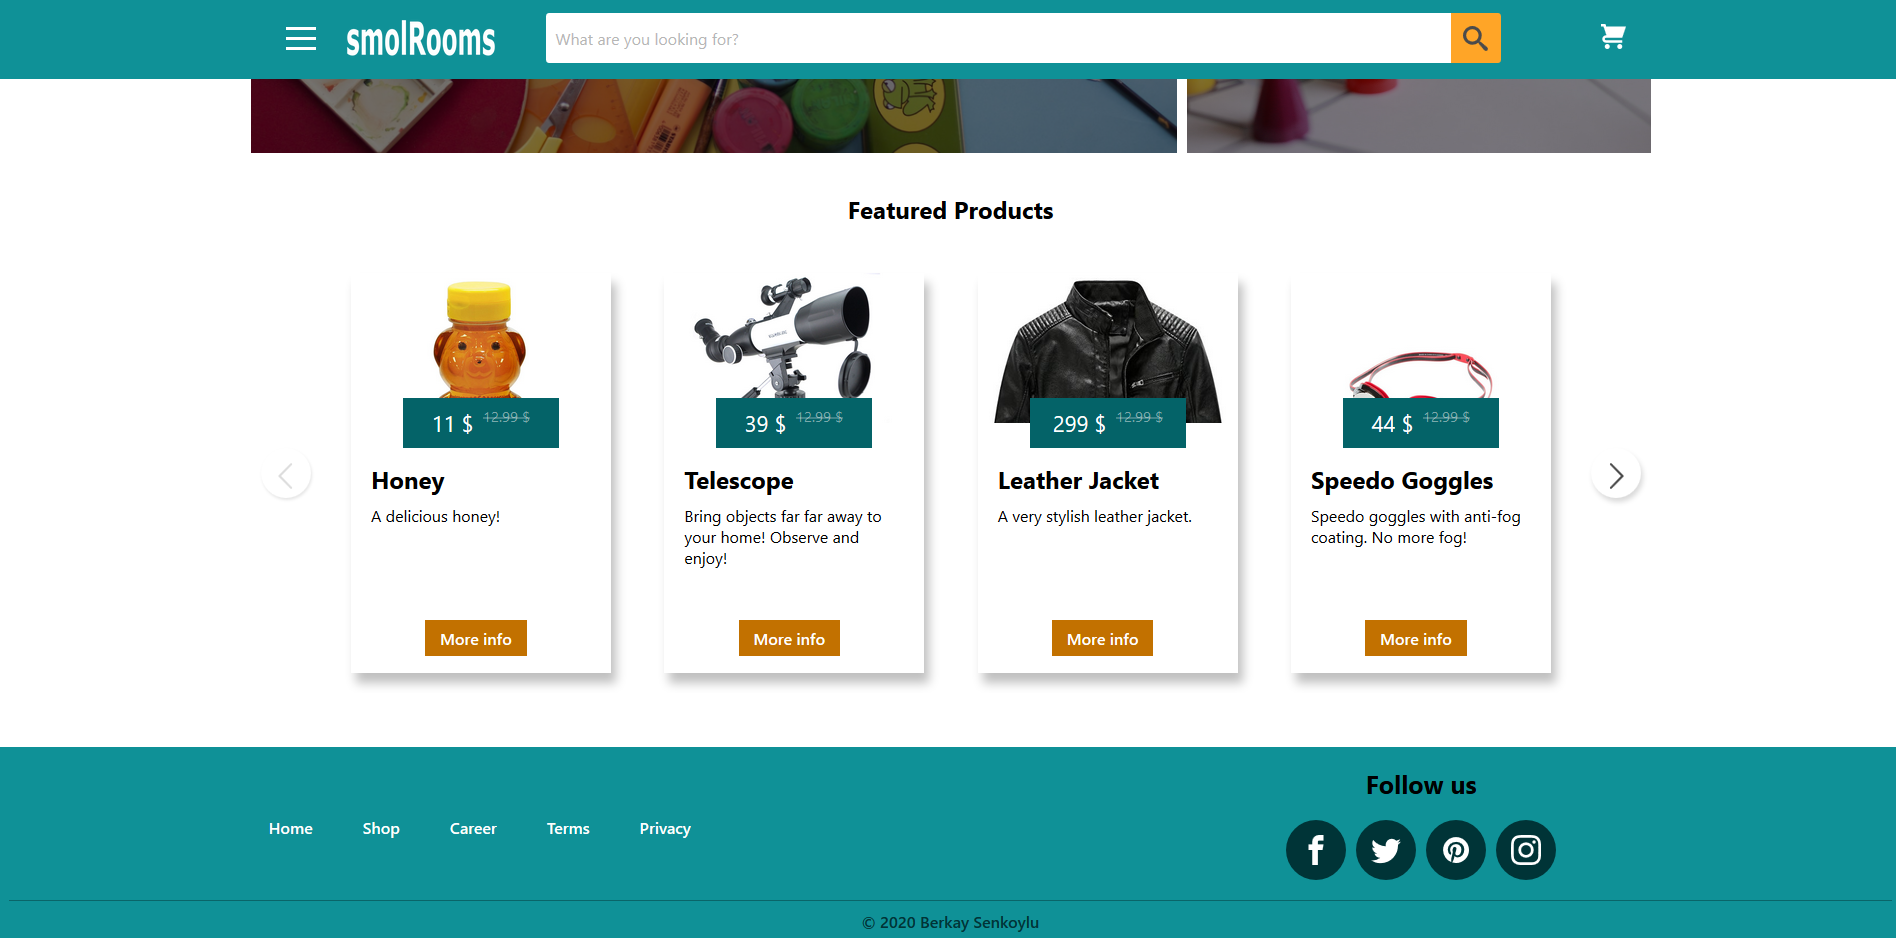 smolRooms
What are you looking for?
Featured Products
11 $ 12.99 $
39 $ 12.99 $
299 $ 12.99 $
44 $ 12.99 $
Honey
A delicious honey!
More info
Telescope
Bring objects far far away to
your home! Observe and
enjoy!
More info
Leather Jacket
A very stylish leather jacket.
More info
Speedo Goggles
Speedo goggles with anti-fog
coating. No more fog!
More info
Home
Shop
Career
Terms
Privacy
Follow us
© 2020 Berkay Senkoylu